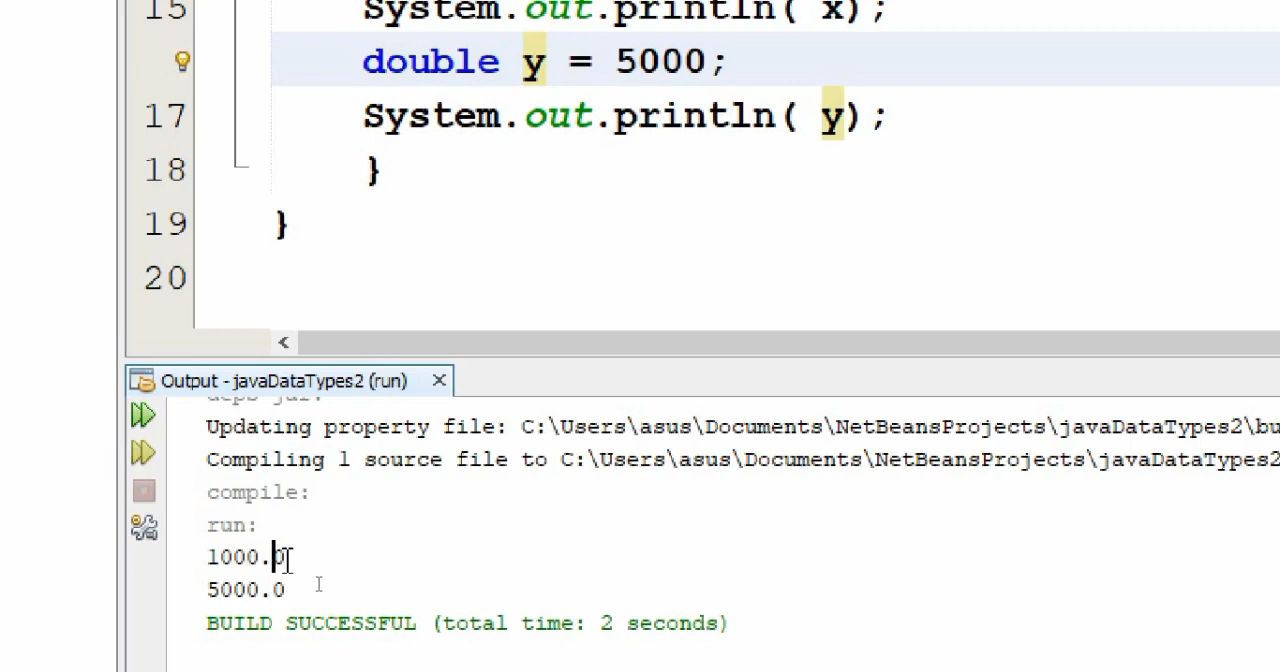 15 System.out.println( x);
double y = 5000;
17 System.out.println( y);
18 }
19 }
20
Output - javaDataTypes2 (run)
Updating property file: C:\Users\asus\Documents\NetBeansProjects\javaDataTypes2\bu
Compiling 1 source file to C:\Users\asus\Documents\NetBeansProjects\javaDataTypes2
compile:
run:
1000.0
5000.0
BUILD SUCCESSFUL (total time: 2 seconds)